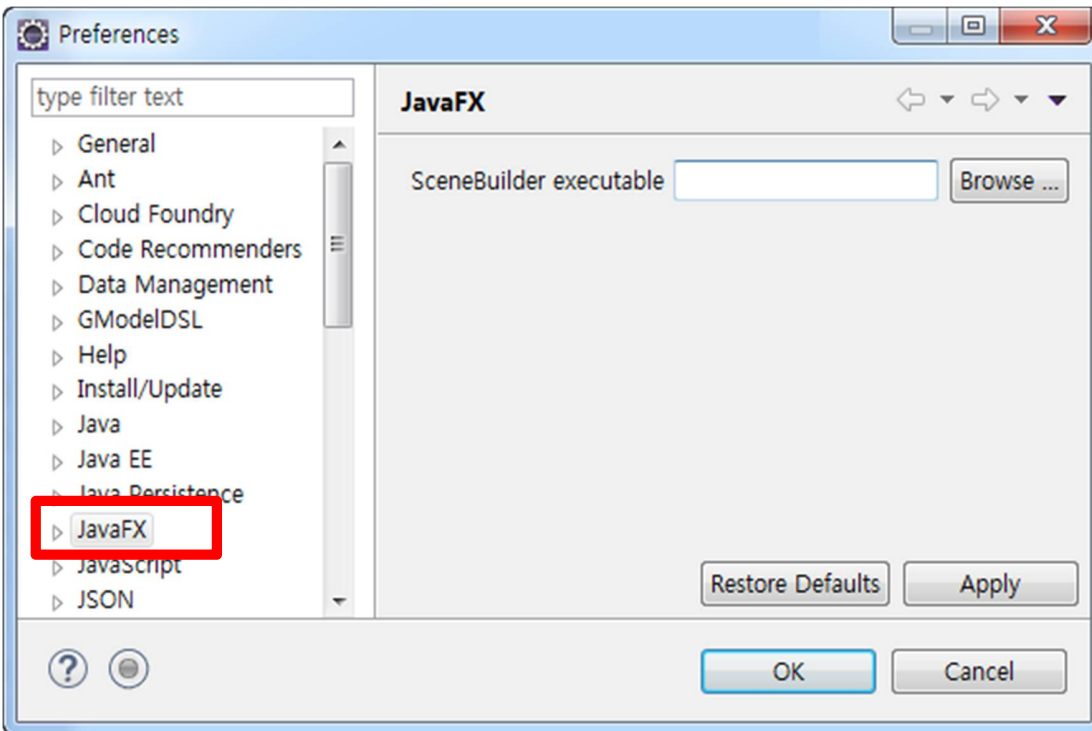 Preferences
type filter text
General
Ant
Cloud Foundry
Code Recommenders
Data Management
GModelDSL
Help
Install/Update
Java
Java EE
Java Persistence
JavaFX
JavaScript
JSON
JavaFX
SceneBuilder executable
Browse ...
Restore Defaults
Apply
?
OK
Cancel